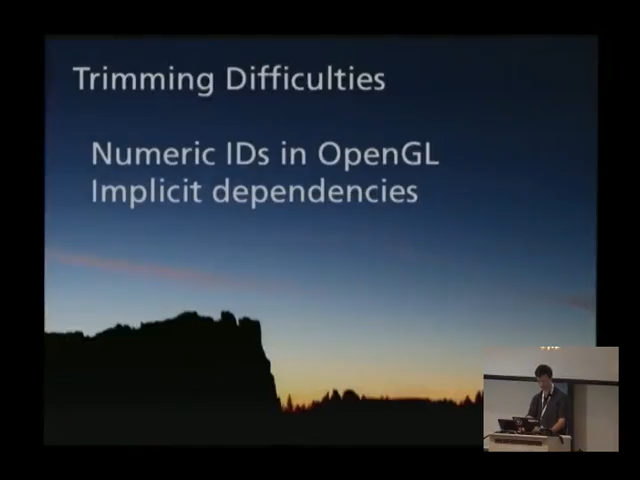 Trimming Difficulties
Numeric IDs in OpenGL
Implicit dependencies